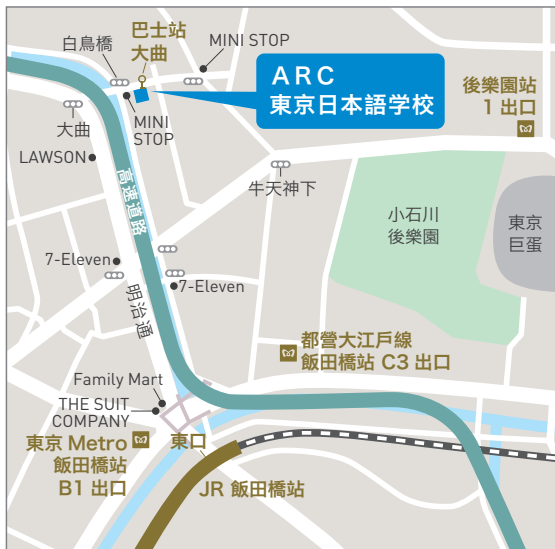 巴士站
大曲
白鳥橋
MINI STOP
ARC
東京日本語学校
後樂園站
1 出口
MINI
STOP
大曲
LAWSON
高速道路
牛天神下
小石川
後樂園
東京
巨蛋
7-Eleven
7-Eleven
明治通
都營大江戶線
飯田橋站 C3 出口
Family Mart
THE SUIT
COMPANY
東京 Metro
飯田橋站
B1 出口
東口
JR 飯田橋站